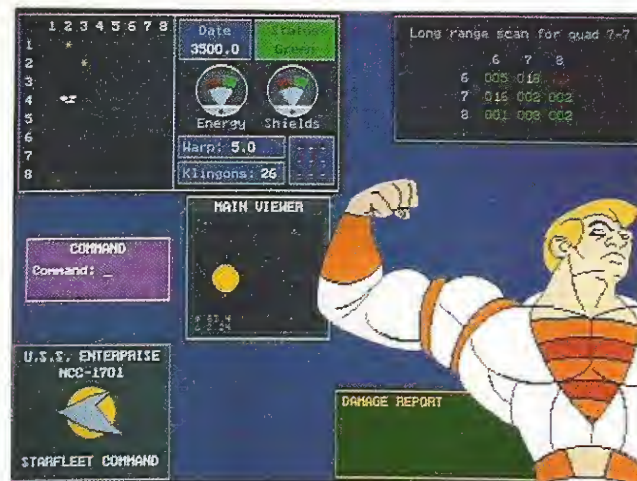 1 2 3 4 5 6 7 8
1
2
3
4
5
6
7
8
Date
3500.0
Status
Green
Energy Shields
Warp: 5.0
Klingons: 26
Long range scan for quad 7-7
6 7 8
6 005 018
7 016 002 002
8 001 003 002
MAIN VIEWER
COMMAND
Command: _
U.S.S. ENTERPRISE
NCC-1701
STARFLEET COMMAND
DAMAGE REPORT